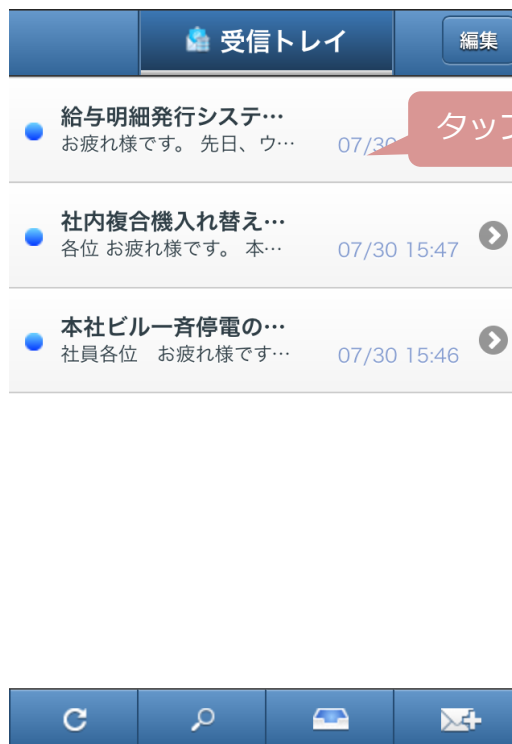 受信トレイ
編集
給与明細発行システ…
お疲れ様です。 先日、ウ…
07/30
タップ
社内複合機入れ替え…
各位 お疲れ様です。 本…
07/30 15:47
本社ビル一斉停電の…
社員各位　お疲れ様です…
07/30 15:46